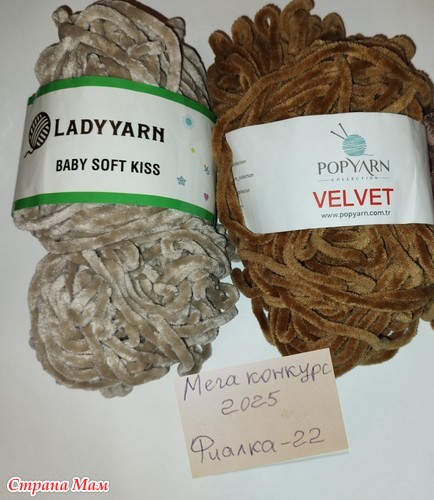 LADYYARN
BABY SOFT KISS
POPYARN
COLLECTION
VELVET
www.popyarn.com.tr
Мега конкурс
2025
Фиалка-22
Страна Мам